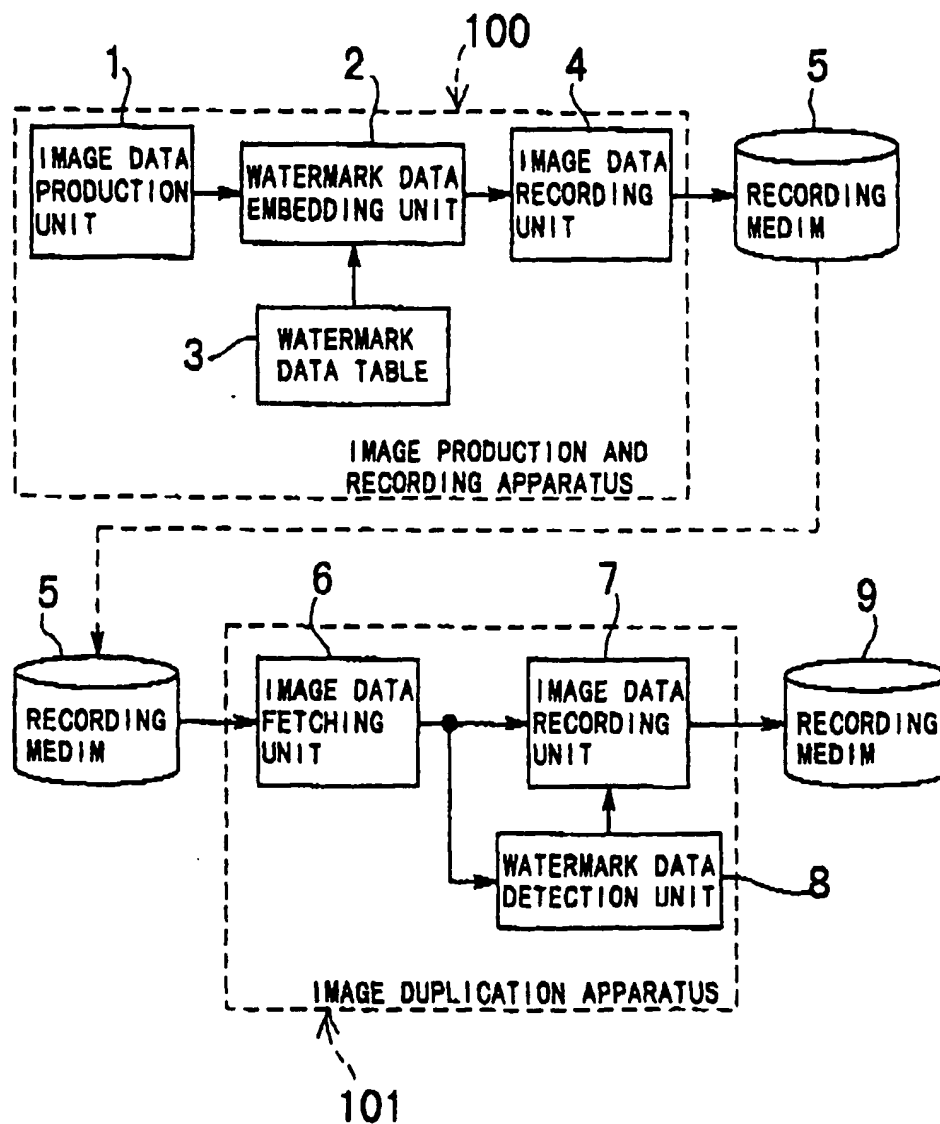 100
1
2
4
5
IMAGE DATA
PRODUCTION
UNIT
WATERMARK DATA
EMBEDDING UNIT
IMAGE DATA
RECORDING
UNIT
RECORDING
MEDIM
3
WATERMARK
DATA TABLE
IMAGE PRODUCTION AND
RECORDING APPARATUS
5
6
7
9
RECORDING
MEDIM
IMAGE DATA
FETCHING
UNIT
IMAGE DATA
RECORDING
UNIT
RECORDING
MEDIM
WATERMARK DATA
DETECTION UNIT
8
IMAGE DUPLICATION APPARATUS
101